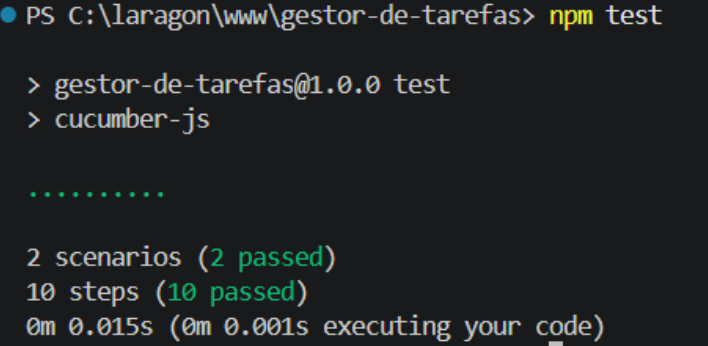 PS C:\laragon\www\gestor-de-tarefas> npm test
> gestor-de-tarefas@1.0.0 test
> cucumber-js
..........
2 scenarios (2 passed)
10 steps (10 passed)
0m 0.015s (0m 0.001s executing your code)